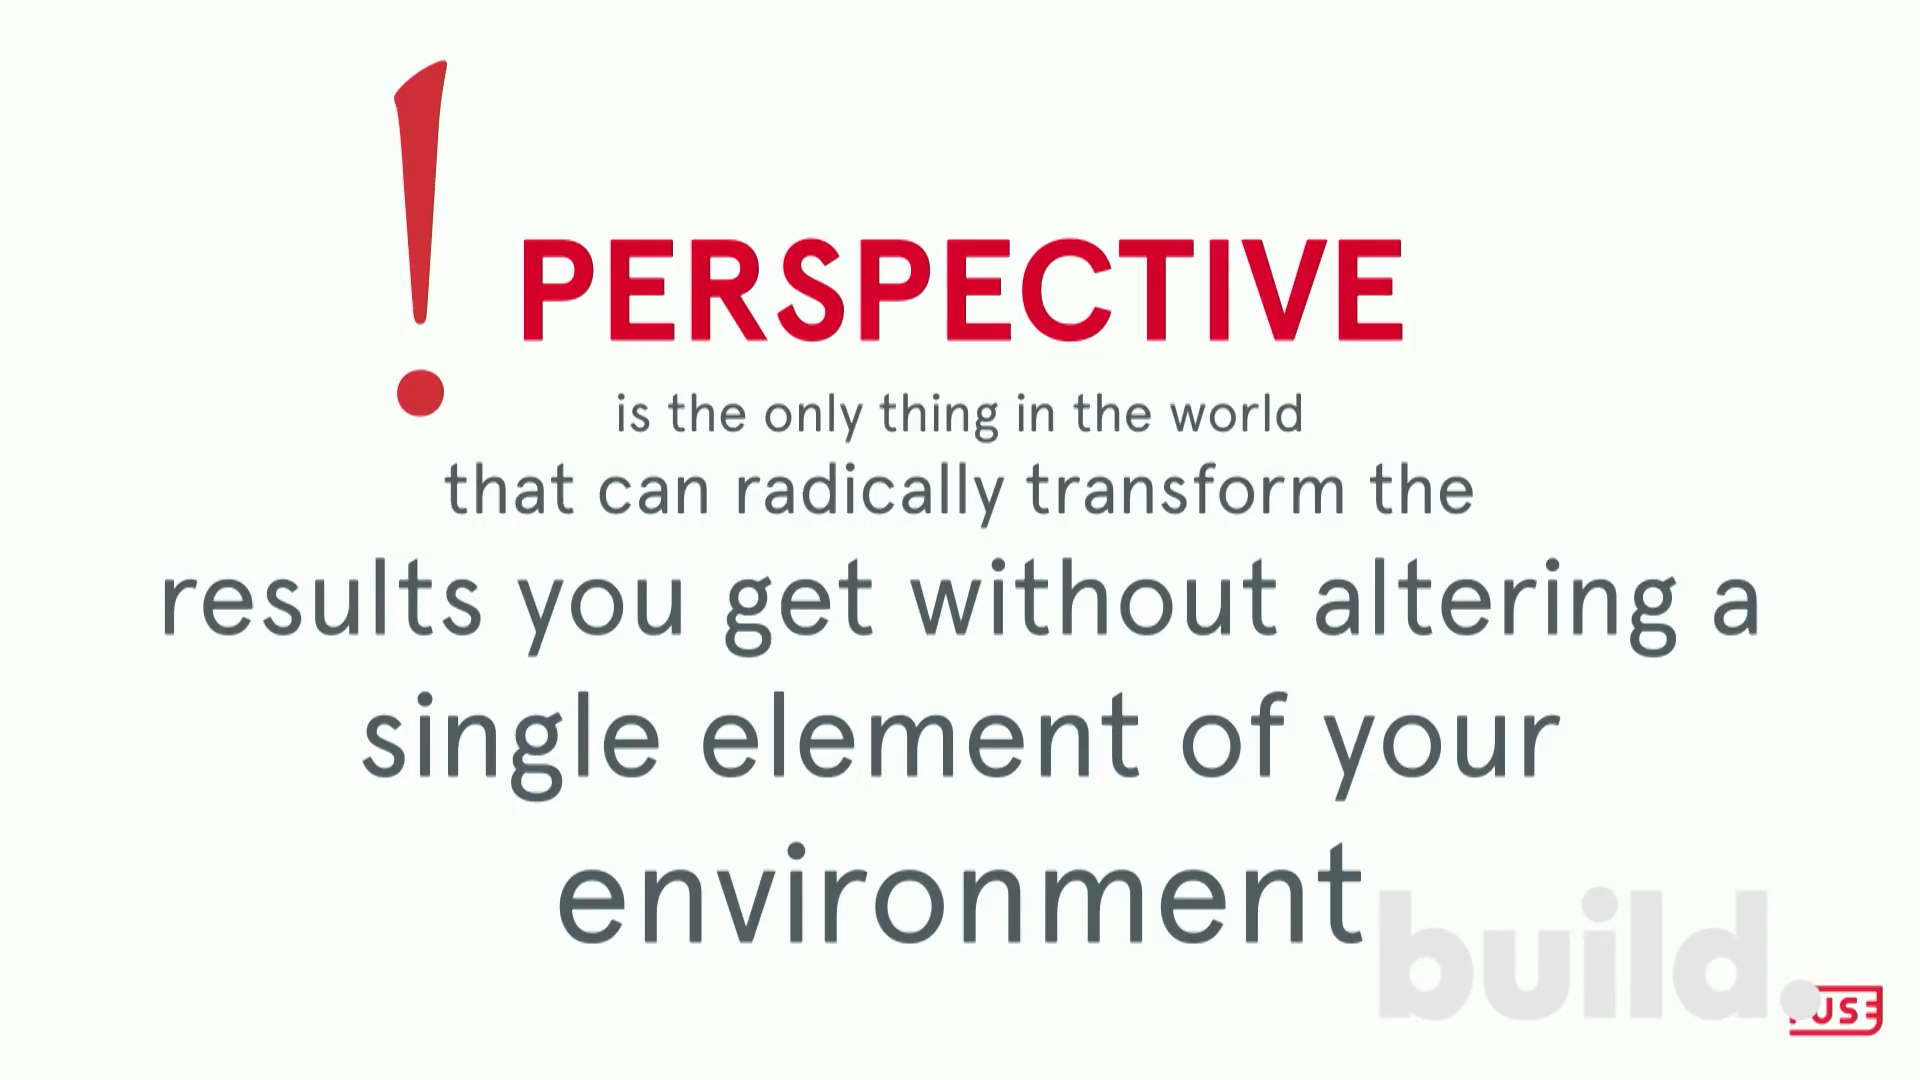 !
PERSPECTIVE
is the only thing in the world
that can radically transform the
results you get without altering a
single element of your
environment
build.
USE